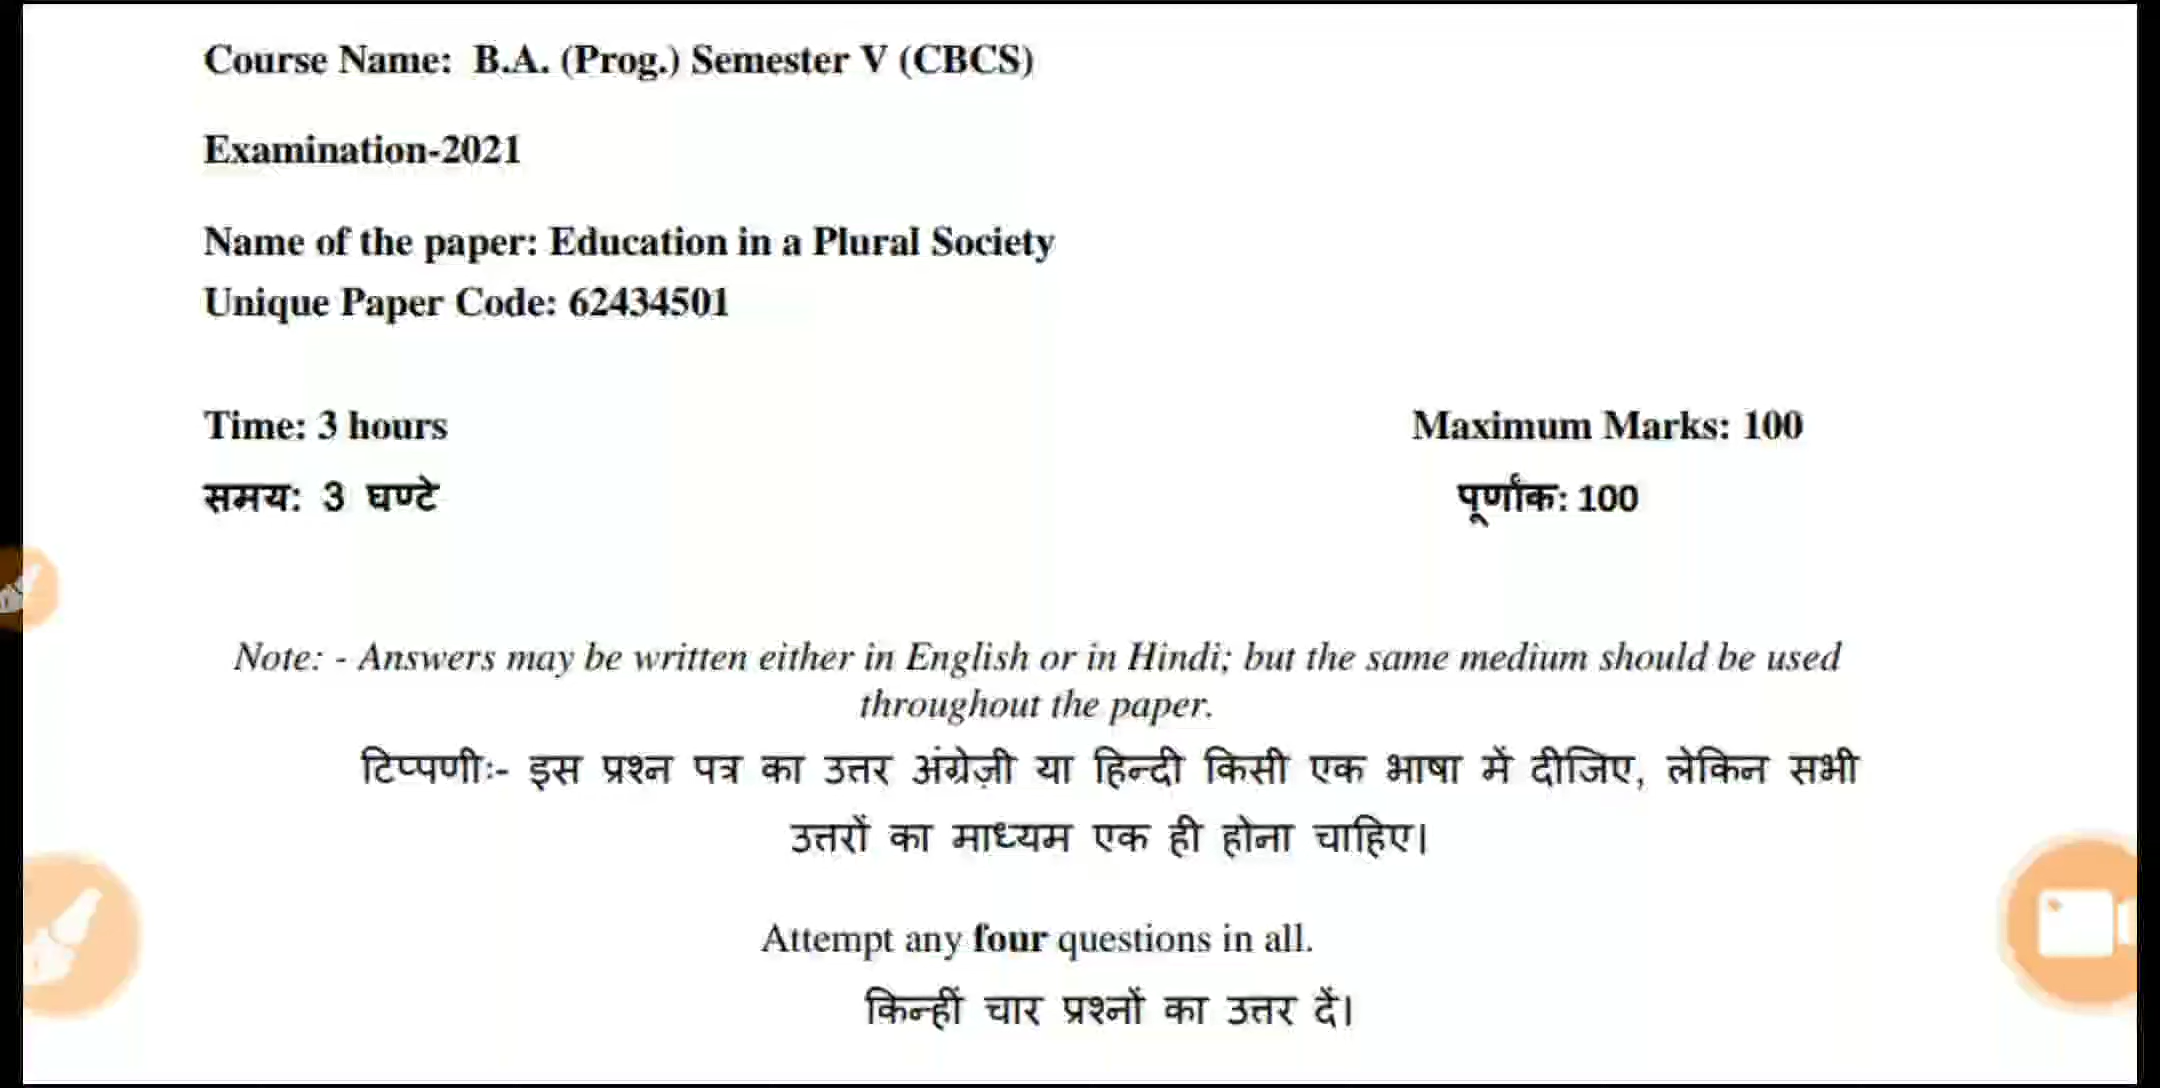 Course Name: B.A. (Prog.) Semester V (CBCS)
Examination-2021
Name of the paper: Education in a Plural Society
Unique Paper Code: 62434501
Time: 3 hours
Maximum Marks: 100
समय: 3 घण्टे
पूर्णांक: 100
Note: - Answers may be written either in English or in Hindi; but the same medium should be used
throughout the paper.
टिप्पणीः- इस प्रश्न पत्र का उत्तर अंग्रेज़ी या हिन्दी किसी एक भाषा में दीजिए, लेकिन सभी
उत्तरों का माध्यम एक ही होना चाहिए।
Attempt any four questions in all.
किन्हीं चार प्रश्नों का उत्तर दें।